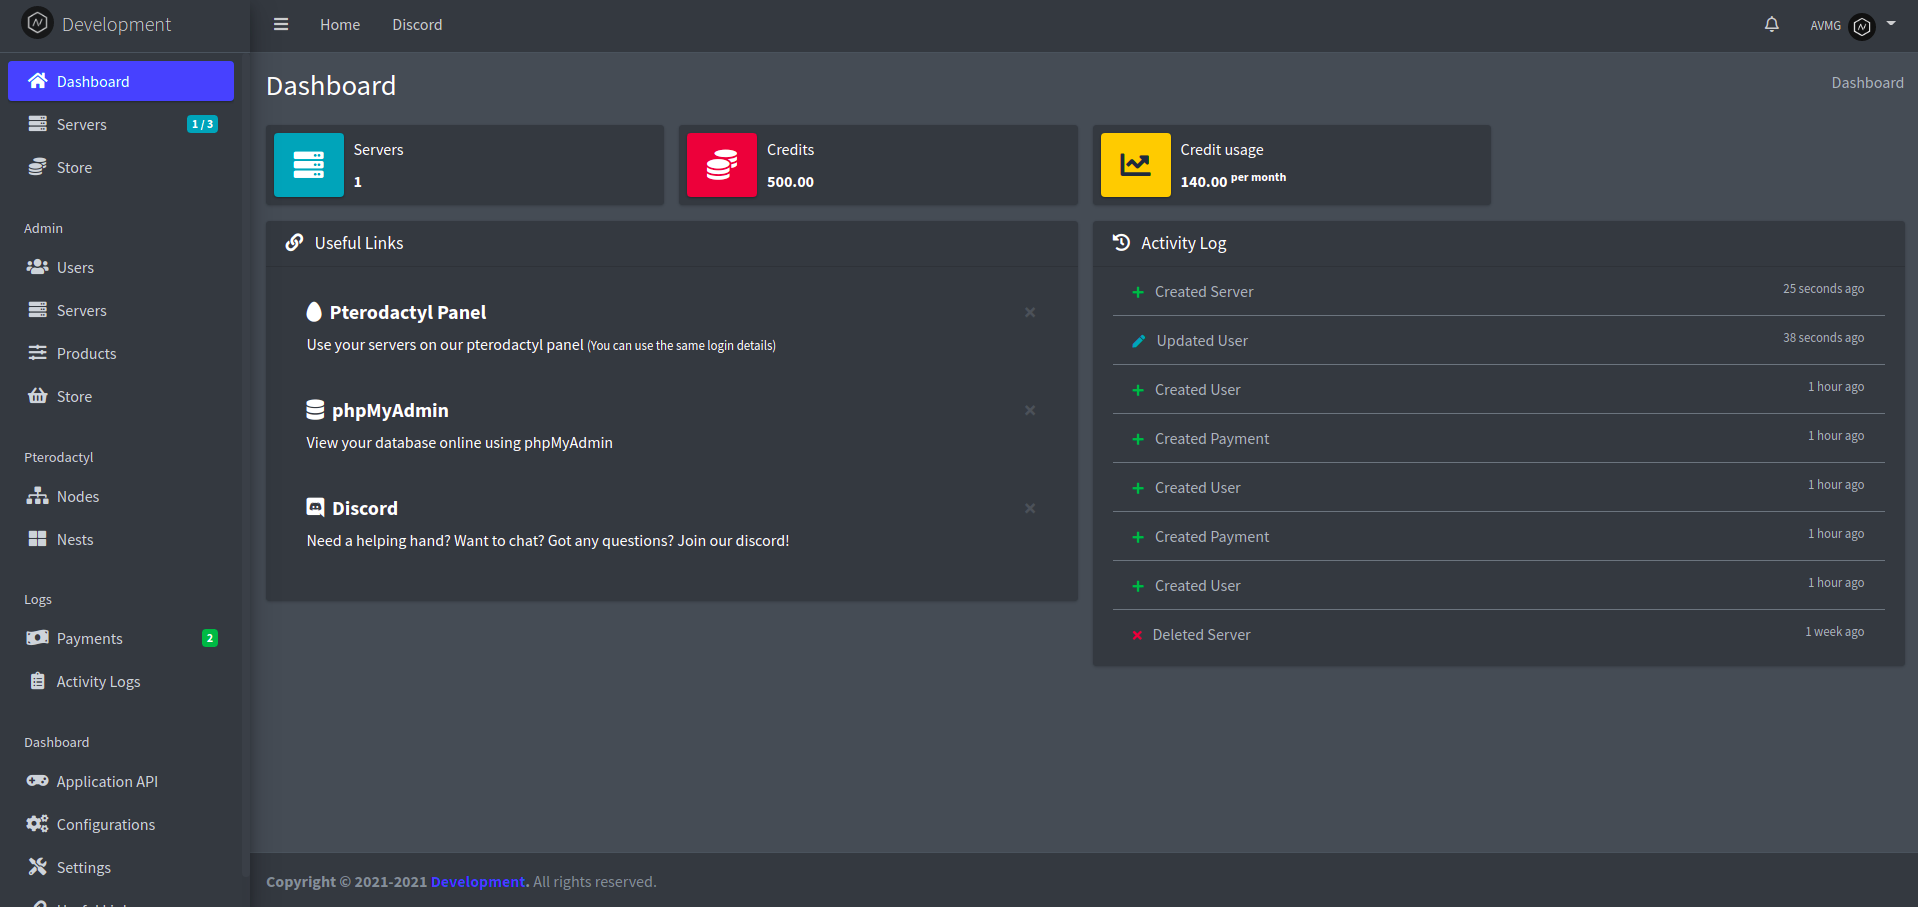 Development
Home
Discord
AVMG
Dashboard
Servers
1 / 3
Store
Admin
Users
Servers
Products
Store
Pterodactyl
Nodes
Nests
Logs
Payments
2
Activity Logs
Dashboard
Application API
Configurations
Settings
Dashboard
Dashboard
Servers
1
Credits
500.00
Credit usage
140.00 per month
Useful Links
Pterodactyl Panel
Use your servers on our pterodactyl panel (You can use the same login details)
phpMyAdmin
View your database online using phpMyAdmin
Discord
Need a helping hand? Want to chat? Got any questions? Join our discord!
Activity Log
Created Server 25 seconds ago
Updated User 38 seconds ago
Created User 1 hour ago
Created Payment 1 hour ago
Created User 1 hour ago
Created Payment 1 hour ago
Created User 1 hour ago
Deleted Server 1 week ago
Copyright © 2021-2021 Development. All rights reserved.